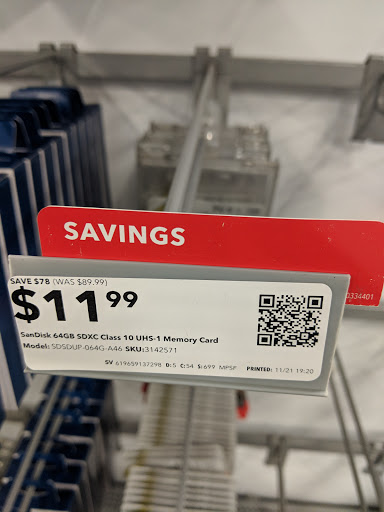 SAVINGS
0334401
SAVE $78 (WAS $89.99)
$11.99
SanDisk 64GB SDXC Class 10 UHS-1 Memory Card
Model: SDSDUP-064G-A46 SKU:3142571
SV 619659137298 D:5 C:54 S:699 MPSF PRINTED: 11/21 19:20